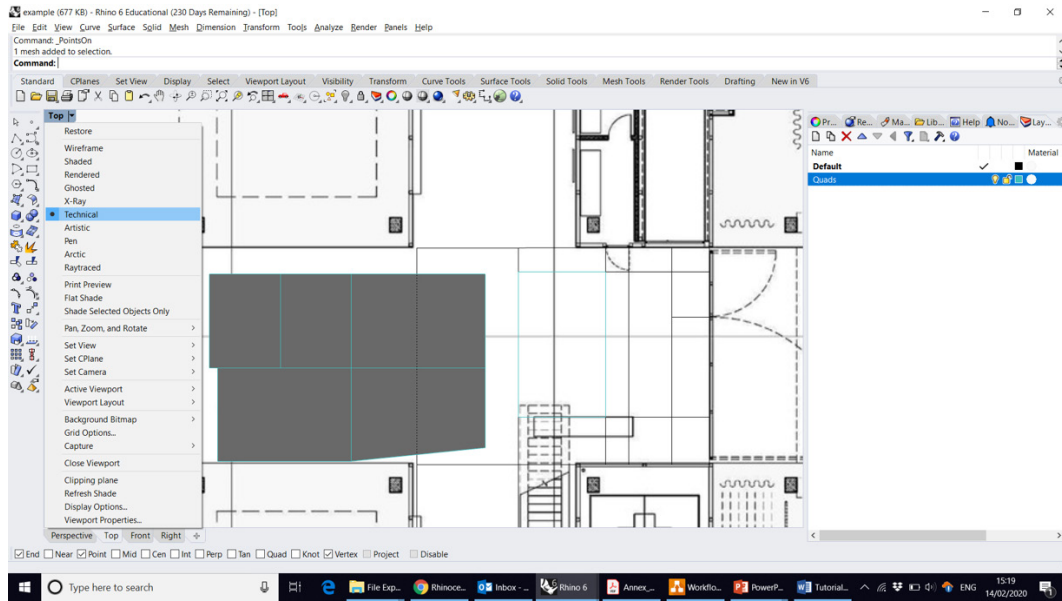 example (677 KB) - Rhino 6 Educational (230 Days Remaining) - [Top]
File Edit View Curve Surface Solid Mesh Dimension Transform Tools Analyze Render Panels Help
Command: _PointsOn
1 mesh added to selection.
Command:
Standard CPlanes Set View Display Select Viewport Layout Visibility Transform Curve Tools Surface Tools Solid Tools Mesh Tools Render Tools Drafting New in V6
Top
Restore
Wireframe
Shaded
Rendered
Ghosted
X-Ray
Technical
Artistic
Pen
Arctic
Raytraced
Print Preview
Flat Shade
Shade Selected Objects Only
Pan, Zoom, and Rotate
Set View
Set CPlane
Set Camera
Active Viewport
Viewport Layout
Background Bitmap
Grid Options...
Capture
Close Viewport
Clipping plane
Refresh Shade
Display Options...
Viewport Properties...
Pr... Re... Ma... Lib... Help No... Lay...
Name Material
Default
Quads
Perspective Top Front Right
End Near Point Mid Cen Int Perp Tan Quad Knot Vertex Project Disable
Type here to search
File Exp... Rhinoce... Inbox - ... Rhino 6 Annex_... Workflo... PowerP... Tutorial... ENG
15:19
14/02/2020